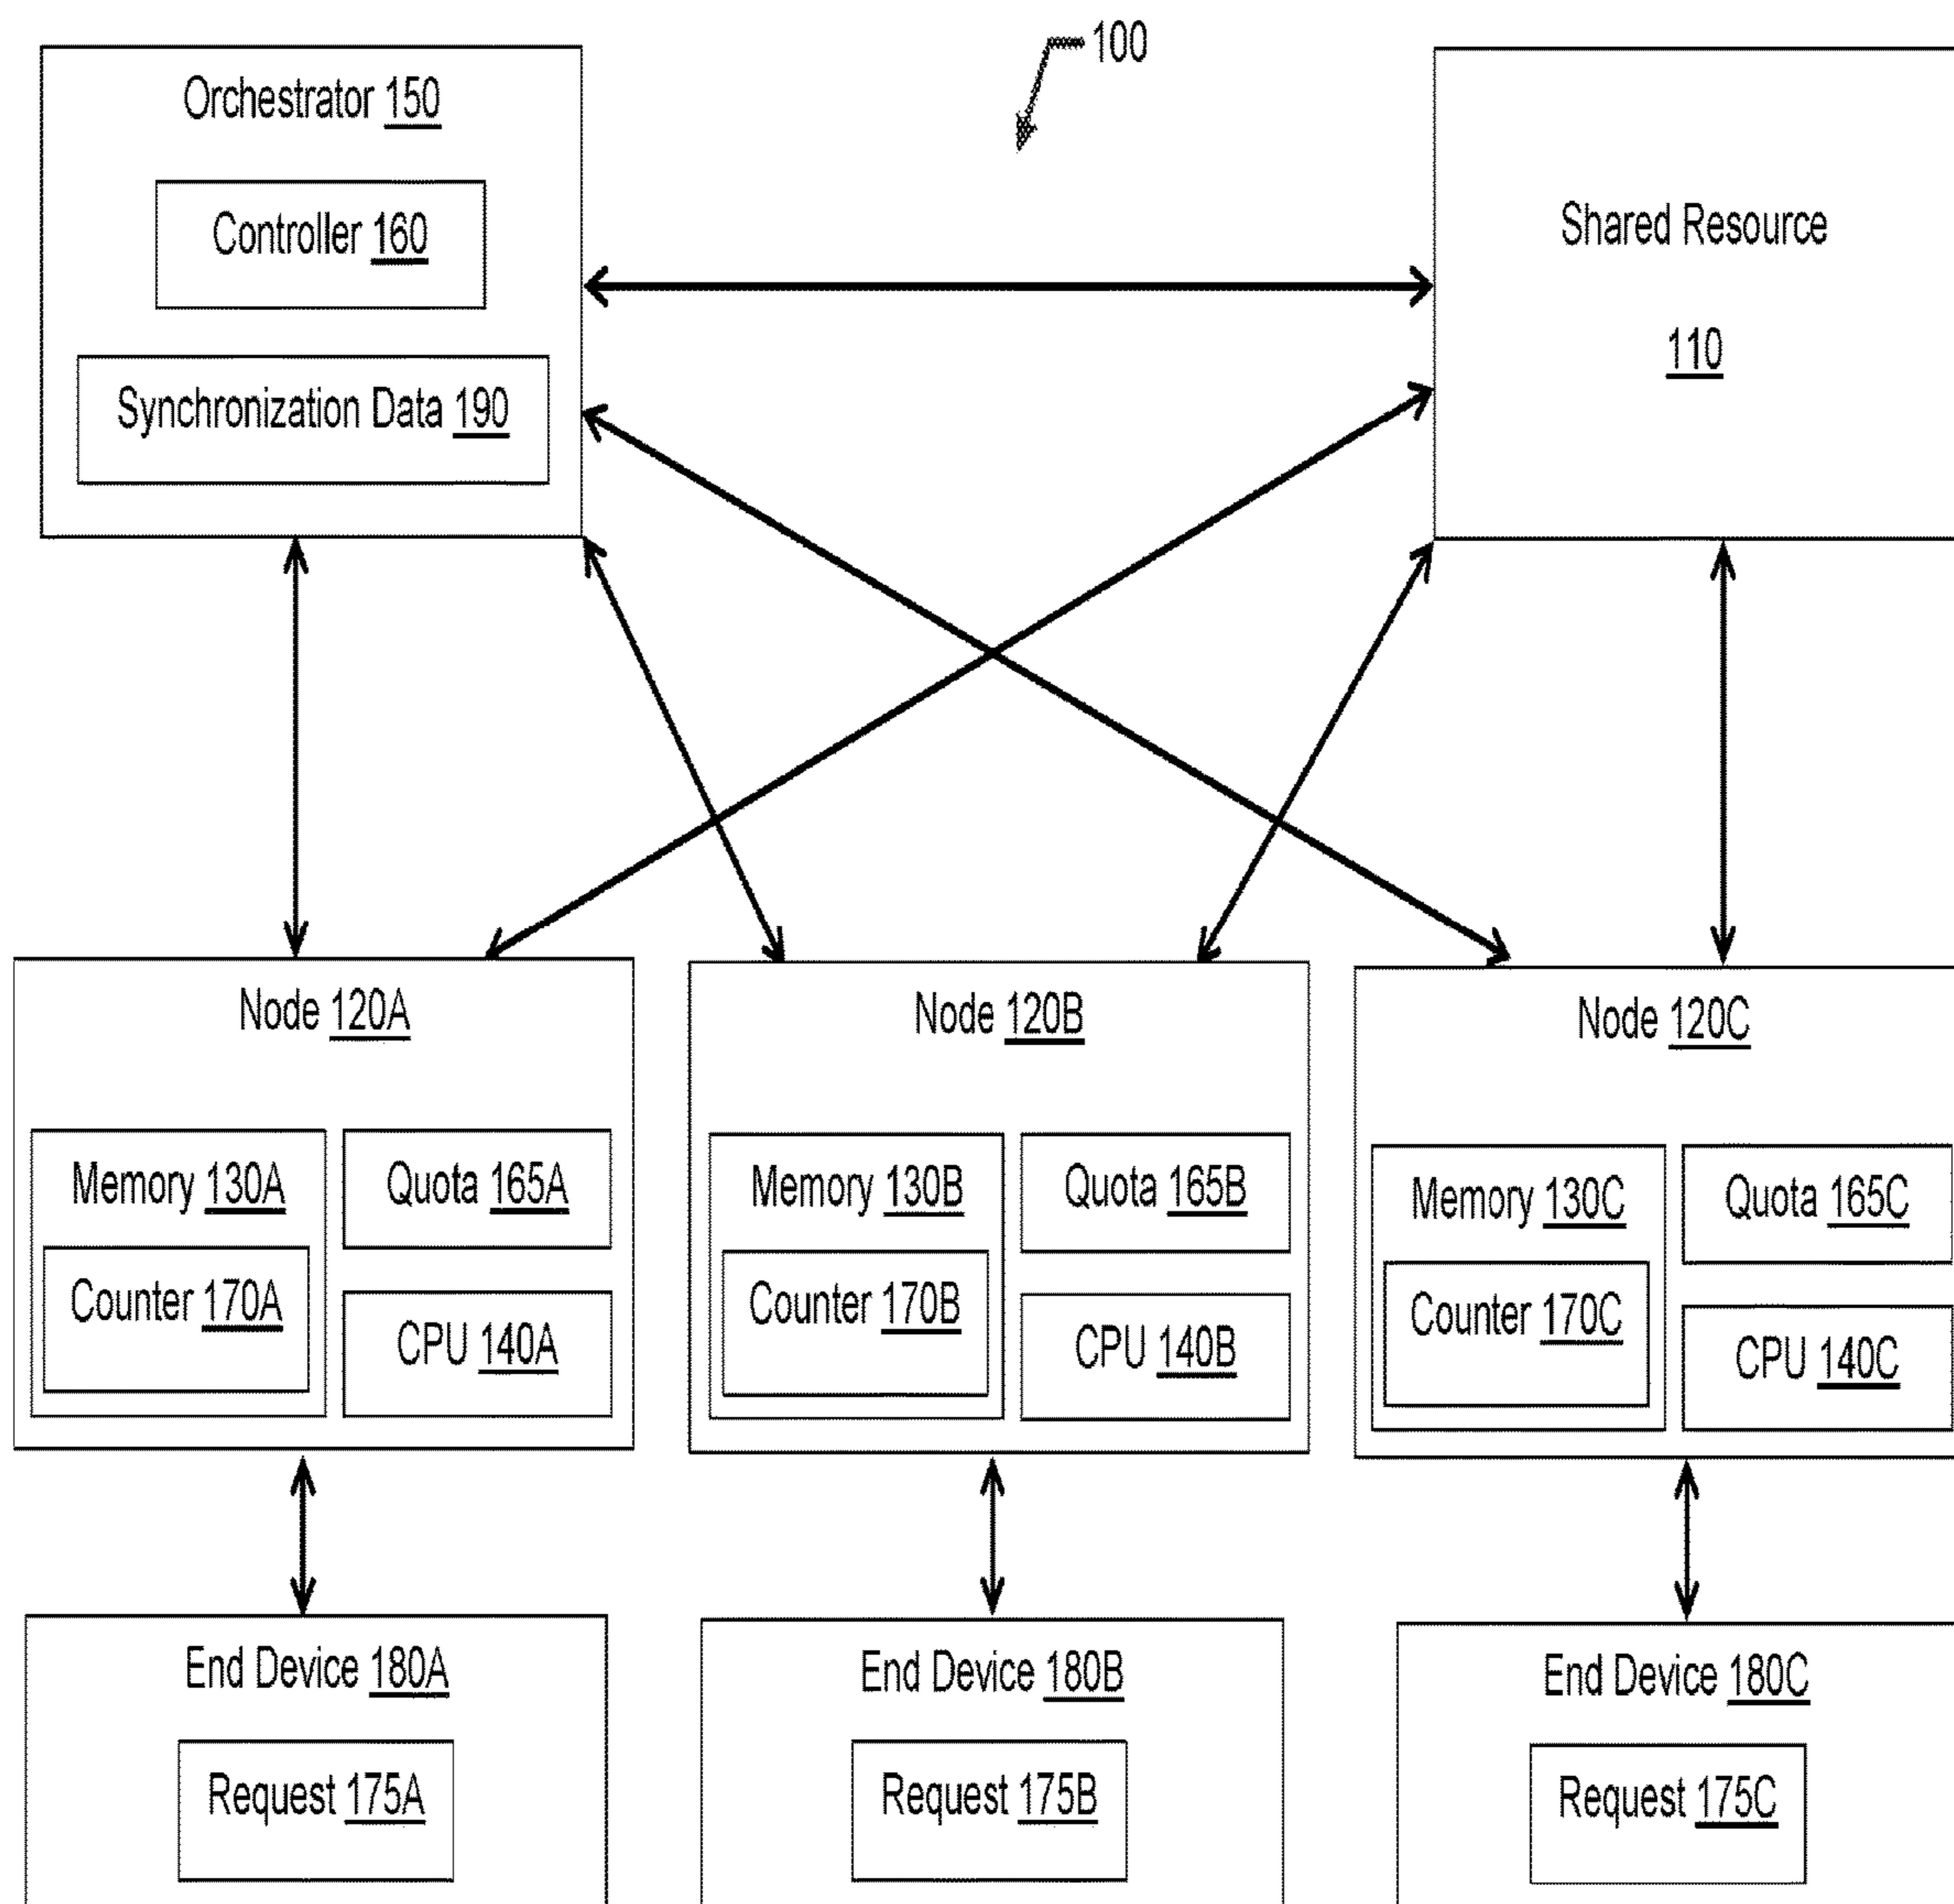 100
Orchestrator 150
Controller 160
Synchronization Data 190
Shared Resource
110
Node 120A
Memory 130A
Counter 170A
Quota 165A
CPU 140A
Node 120B
Memory 130B
Counter 170B
Quota 165B
CPU 140B
Node 120C
Memory 130C
Counter 170C
Quota 165C
CPU 140C
End Device 180A
Request 175A
End Device 180B
Request 175B
End Device 180C
Request 175C